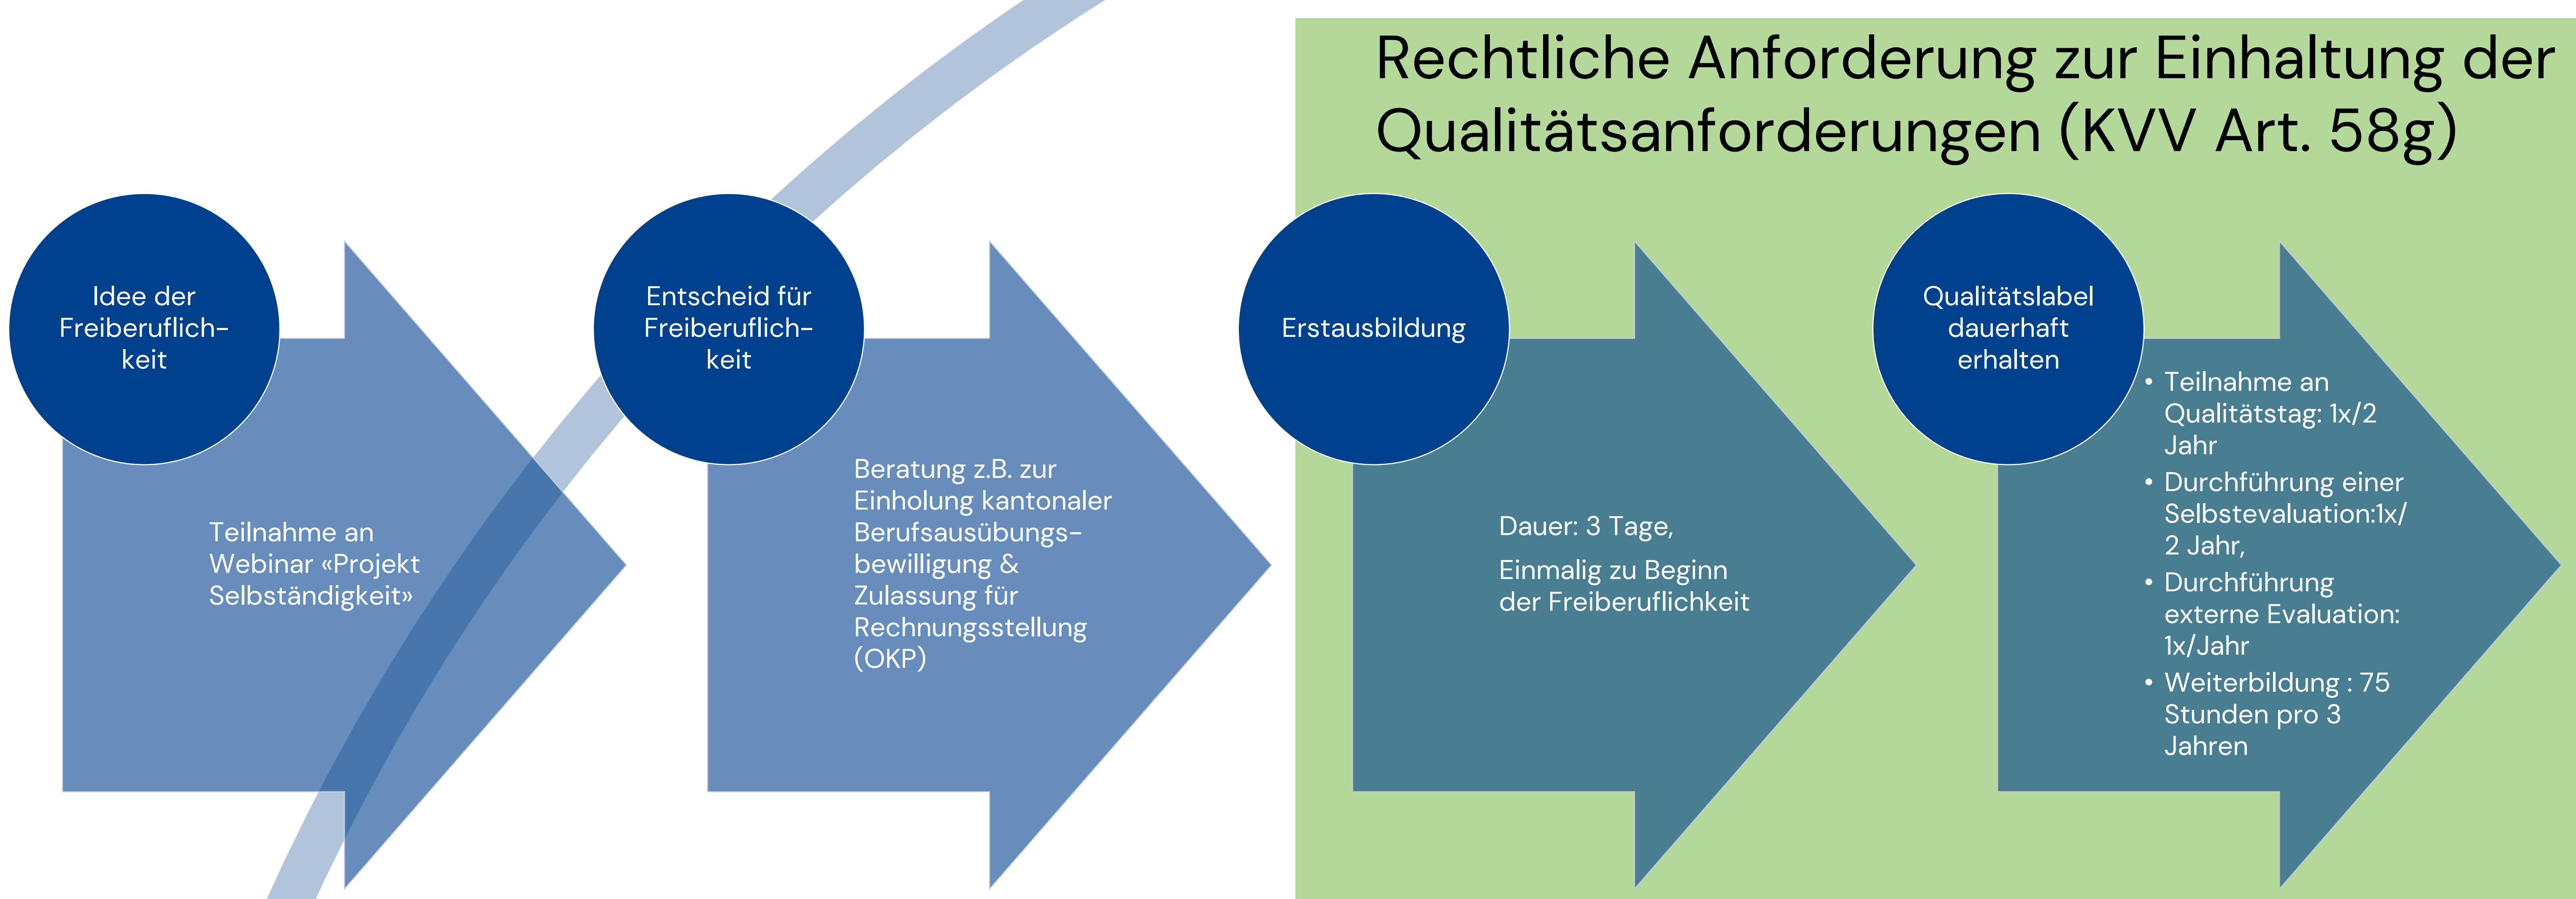 Rechtliche Anforderung zur Einhaltung der
Qualitätsanforderungen (KVV Art. 58g)
Idee der
Freiberuflich-
keit
Teilnahme an
Webinar «Projekt
Selbständigkeit»
Entscheid für
Freiberuflich-
keit
Beratung z.B. zur
Einholung kantonaler
Berufsausübungs-
bewilligung &
Zulassung für
Rechnungsstellung
(OKP)
Erstausbildung
Dauer: 3 Tage,
Einmalig zu Beginn
der Freiberuflichkeit
Qualitätslabel
dauerhaft
erhalten
• Teilnahme an
Qualitätstag: 1x/2
Jahr
• Durchführung einer
Selbstevaluation:1x/
2 Jahr,
• Durchführung
externe Evaluation:
1x/Jahr
• Weiterbildung : 75
Stunden pro 3
Jahren